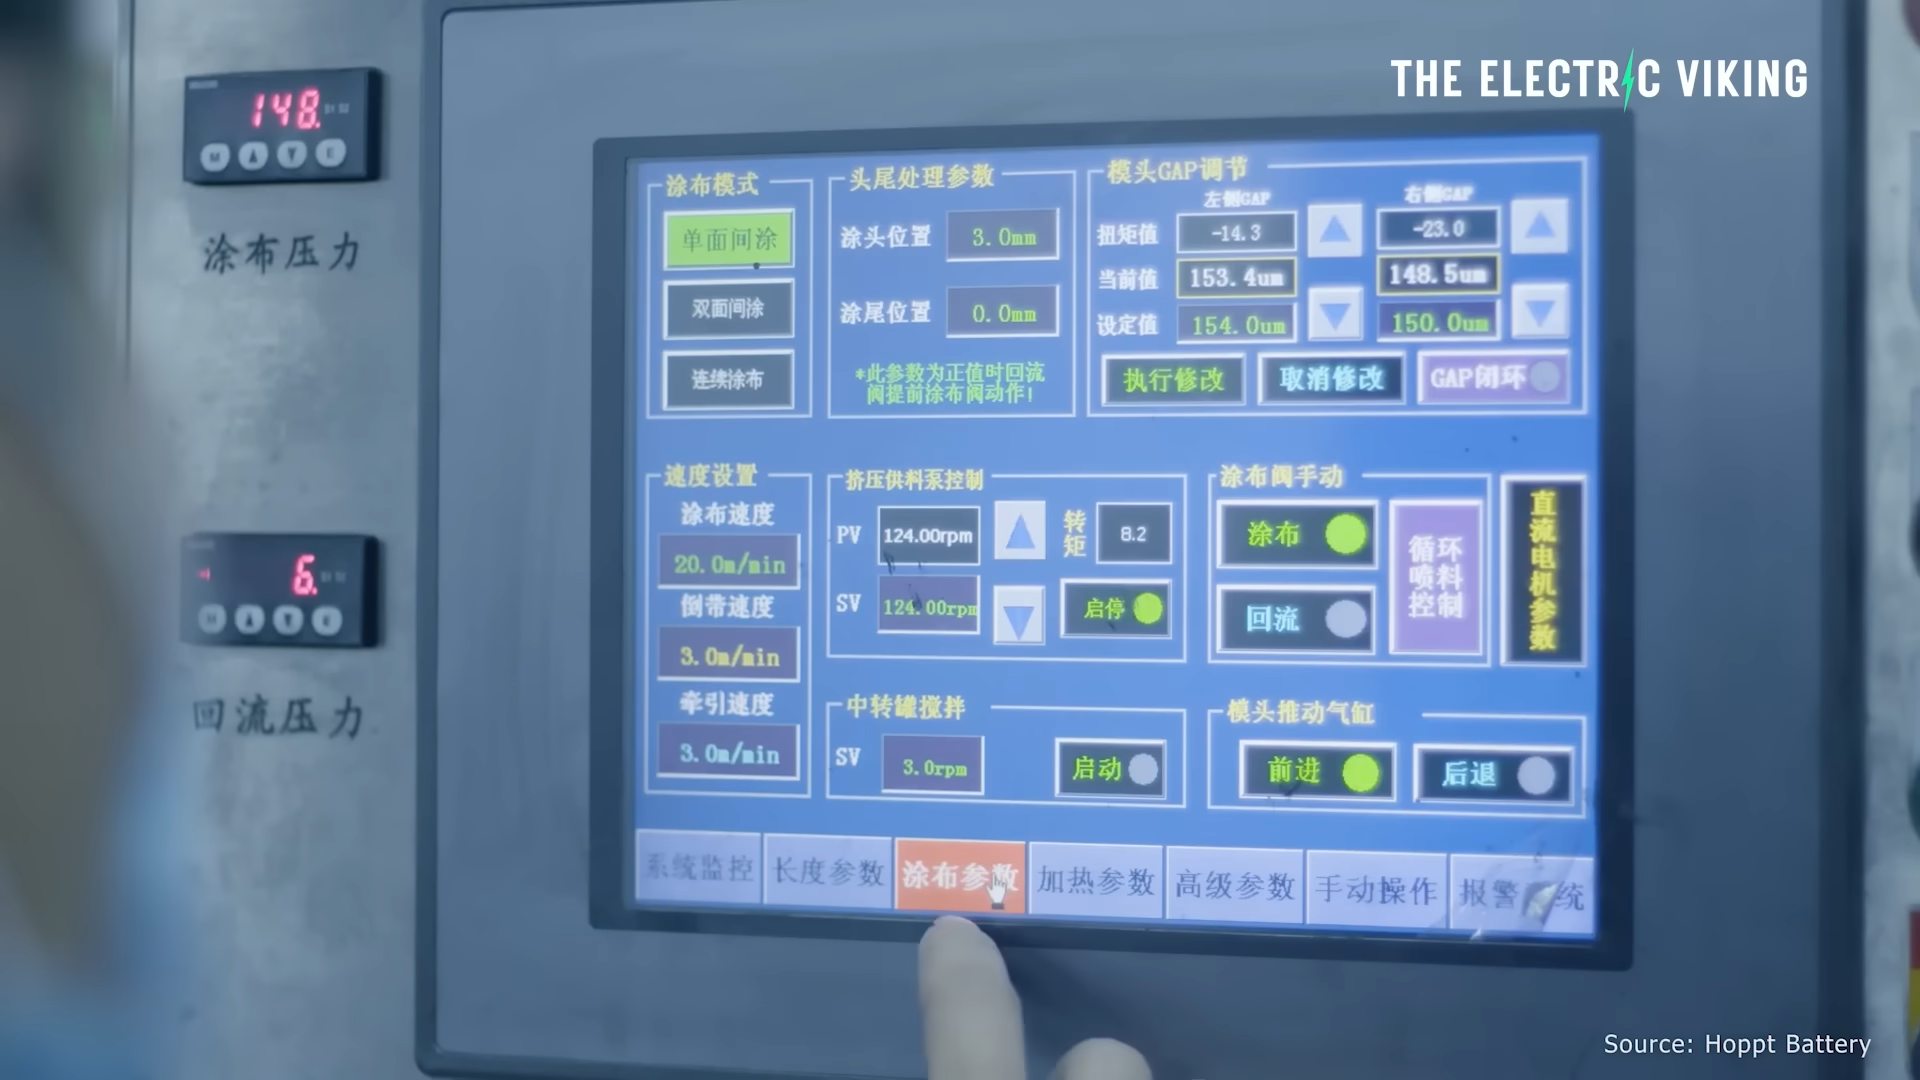 THE ELECTRIC VIKING
148.
M
E
涂布压力
6.
回流压力
涂布模式
单面间涂
双面间涂
连续涂布
头尾处理参数
涂头位置 3.0mm
涂尾位置 0.0mm
*此参数为正值时回流
阀提前涂布阀动作!
模头GAP调节
左侧GAP 右侧GAP
扭矩值 -14.3 -23.0
当前值 153.4um 148.5um
设定值 154.0um 150.0um
执行修改 取消修改 GAP闭环
速度设置
涂布速度
20.0m/min
倒带速度
3.0m/min
牵引速度
3.0m/min
挤压供料泵控制
PV 124.00rpm 转矩 8.2
SV 124.00rpm 启停
中转罐搅拌
SV 3.0rpm 启动
涂布阀手动
涂布
回流
循环
喷料
控制
直流电机参数
模头推动气缸
前进 后退
系统监控 长度参数 涂布参数 加热参数 高级参数 手动操作 报警 统
Source: Hoppt Battery